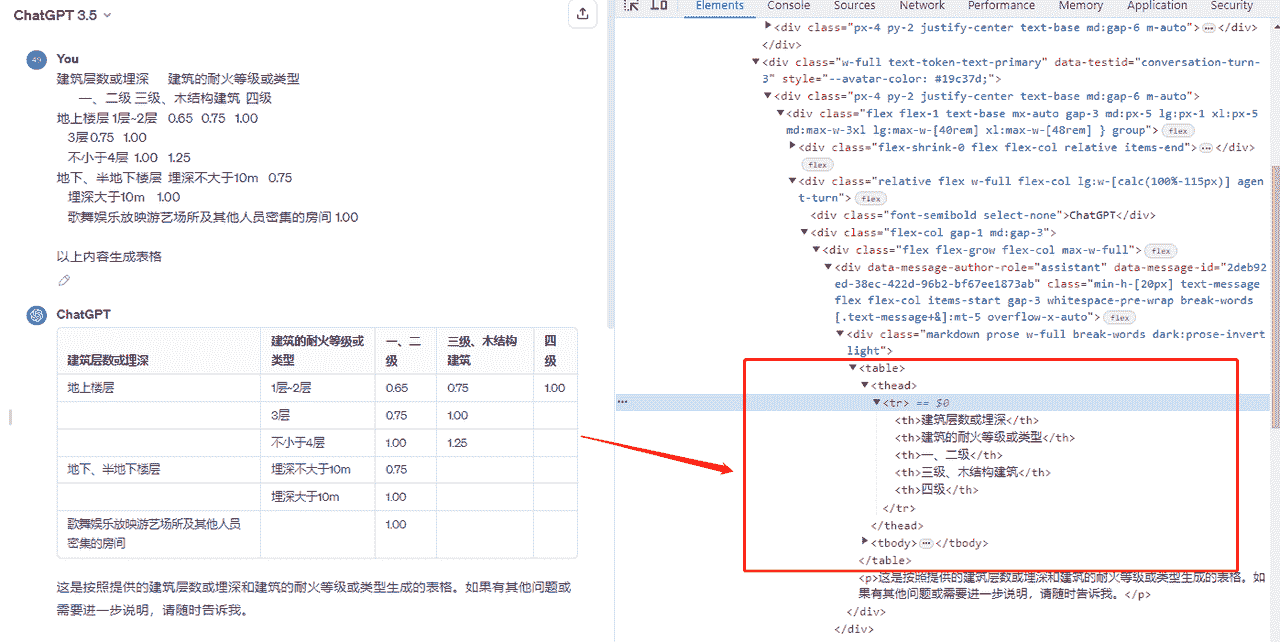 ChatGPT 3.5
You
建筑层数或埋深 建筑的耐火等级或类型
一、二级 三级、木结构建筑 四级
地上楼层 1层-2层 0.65 0.75 1.00
3层 0.75 1.00
不小于4层 1.00 1.25
地下、半地下楼层 埋深不大于10m 0.75
埋深大于10m 1.00
歌舞娱乐放映游艺场所及其他人员密集的房间 1.00
以上内容生成表格
ChatGPT
建筑层数或埋深 建筑的耐火等级或类型 一、二级 三级、木结构建筑 四级
地上楼层 1层~2层 0.65 0.75 1.00
3层 0.75 1.00
不小于4层 1.00 1.25
地下、半地下楼层 埋深不大于10m 0.75
埋深大于10m 1.00
歌舞娱乐放映游艺场所及其他人员密集的房间 1.00
这是按照提供的建筑层数或埋深和建筑的耐火等级或类型生成的表格。如果有其他问题或
需要进一步说明，请随时告诉我。
Elements Console Sources Network Performance Memory Application Security
<div class="px-4 py-2 justify-center text-base md:gap-6 m-auto"> … </div>
</div>
<div class="w-full text-token-text-primary" data-testid="conversation-turn-
3" style="--avatar-color: #19c37d;">
<div class="px-4 py-2 justify-center text-base md:gap-6 m-auto">
<div class="flex flex-1 text-base mx-auto gap-3 md:px-5 lg:px-1 xl:px-5
md:max-w-3xl lg:max-w-[40rem] xl:max-w-[48rem] } group"> flex
<div class="flex-shrink-0 flex flex-col relative items-end"> … </div>
flex
<div class="relative flex w-full flex-col lg:w-[calc(100%-115px)] agen
t-turn"> flex
<div class="font-semibold select-none">ChatGPT</div>
<div class="flex-col gap-1 md:gap-3">
<div class="flex flex-grow flex-col max-w-full"> flex
<div data-message-author-role="assistant" data-message-id="2deb92
ed-38ec-422d-96b2-bf67ee1873ab" class="min-h-[20px] text-message
flex flex-col items-start gap-3 whitespace-pre-wrap break-words
[.text-message+&]:mt-5 overflow-x-auto"> flex
<div class="markdown prose w-full break-words dark:prose-invert
light">
<table>
<thead>
… <tr> == $0
<th>建筑层数或埋深</th>
<th>建筑的耐火等级或类型</th>
<th>一、二级</th>
<th>三级、木结构建筑</th>
<th>四级</th>
</tr>
</thead>
<tbody> … </tbody>
</table>
<p>这是按照提供的建筑层数或埋深和建筑的耐火等级或类型生成的表格。如
果有其他问题或需要进一步说明，请随时告诉我。</p>
</div>
</div>